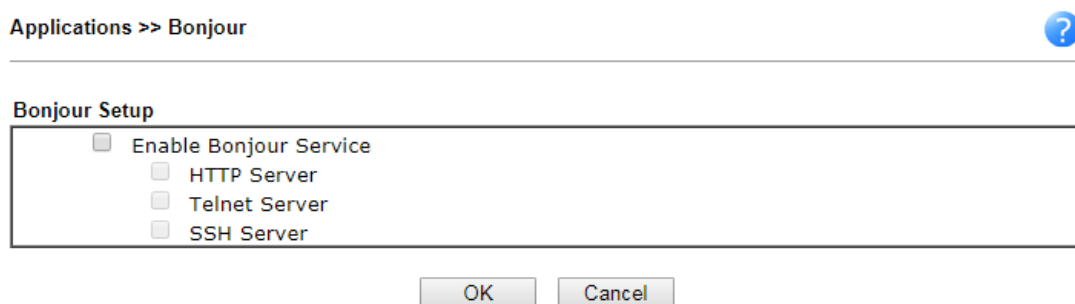 Applications >> Bonjour
?
Bonjour Setup
Enable Bonjour Service
HTTP Server
Telnet Server
SSH Server
OK Cancel